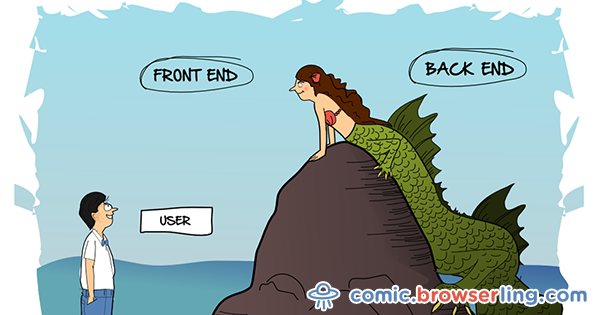 FRONT END
BACK END
USER
comic.browserling.com